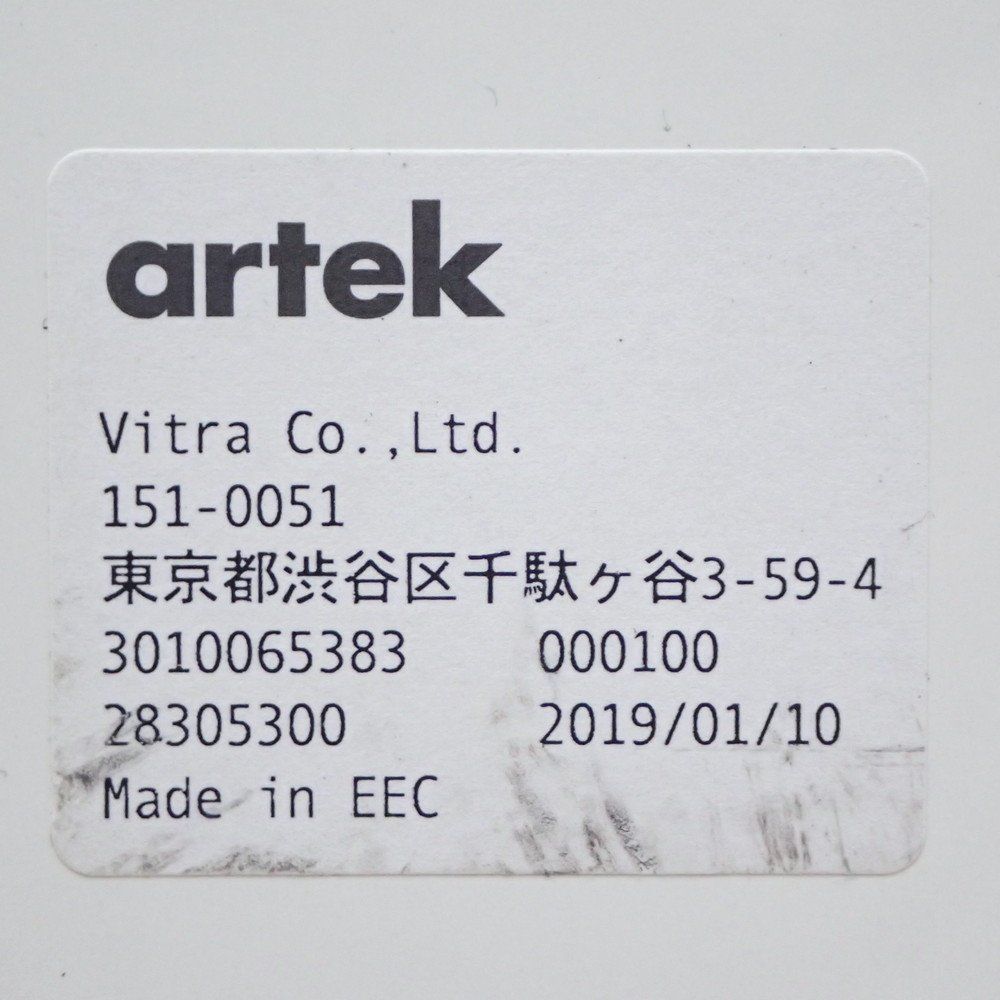 artek
Vitra Co.,Ltd.
151-0051
東京都渋谷区千駄ヶ谷3-59-4
3010065383 000100
28305300 2019/01/10
Made in EEC